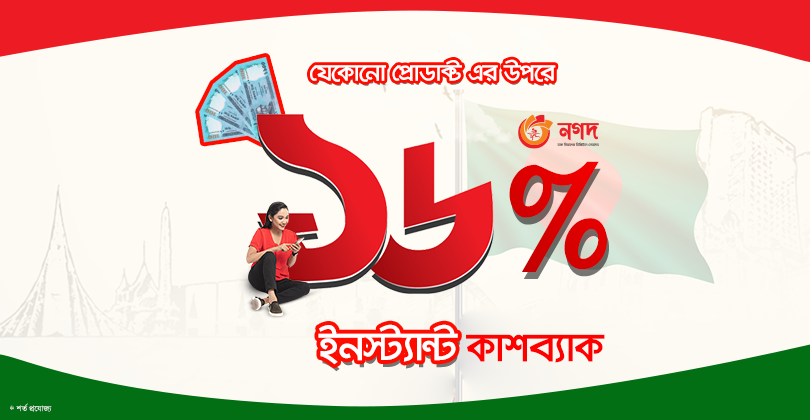 যেকোনো প্রোডাক্ট এর উপরে
নগদ
১৬%
ইনস্ট্যান্ট কাশব্যাক
* শর্ত প্রযোজ্য